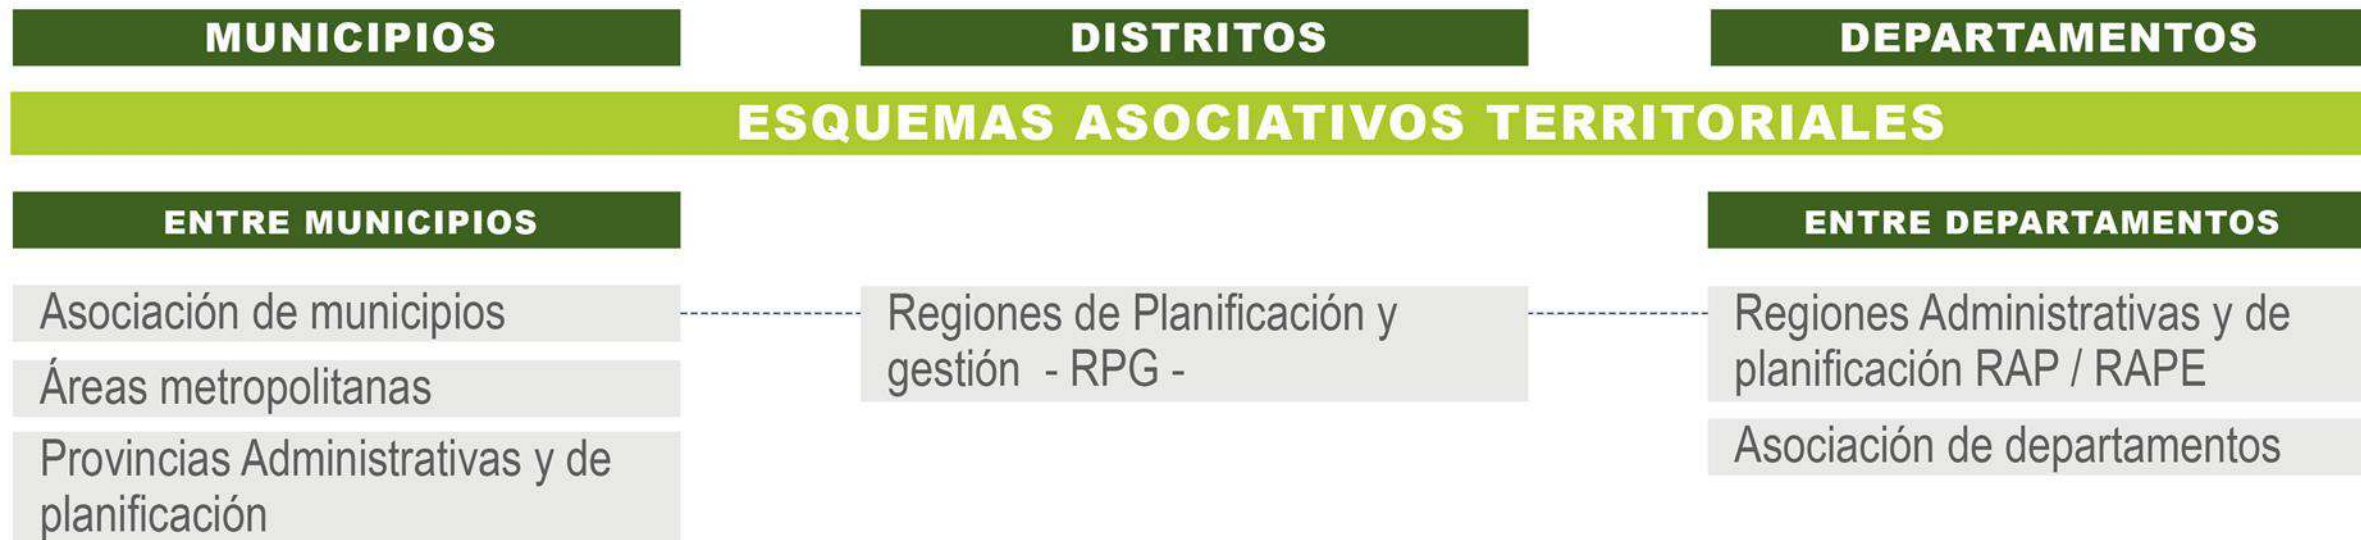 MUNICIPIOS
DISTRITOS
DEPARTAMENTOS
ESQUEMAS ASOCIATIVOS TERRITORIALES
ENTRE MUNICIPIOS
ENTRE DEPARTAMENTOS
Asociación de municipios
Áreas metropolitanas
Provincias Administrativas y de
planificación
Regiones de Planificación y
gestión - RPG -
Regiones Administrativas y de
planificación RAP / RAPE
Asociación de departamentos